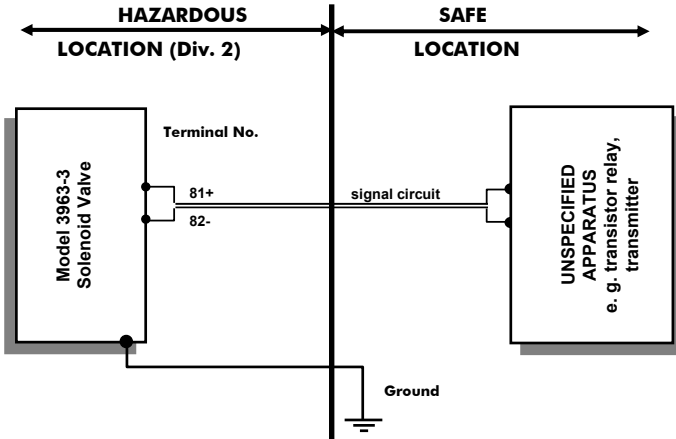 HAZARDOUS
LOCATION (Div. 2)
SAFE
LOCATION
Model 3963-3
Solenoid Valve
Terminal No.
81+
82-
signal circuit
UNSPECIFIED
APPARATUS
e. g. transistor relay,
transmitter
Ground